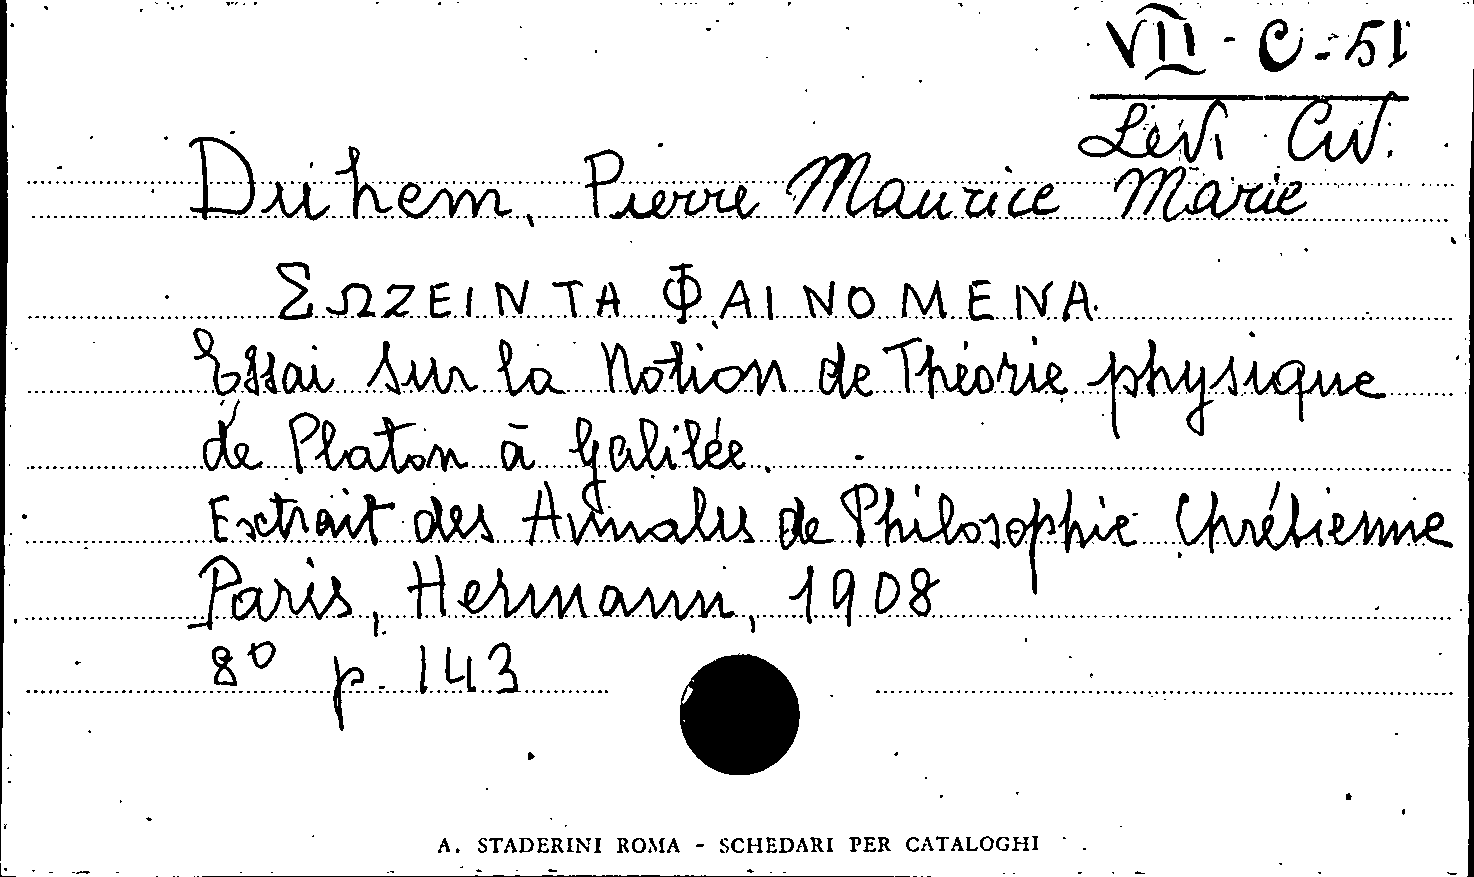 VII - C - 51
Levi Civ.
Duhem, Pierre Maurice Marie
ΣΩΖΕΙΝ ΤΑ ΦΑΙΝΟΜΕΝΑ
Essai sur la Notion de Théorie physique
de Platon à Galilée.
Extrait des Annales de Philosophie Chrétienne
Paris, Hermann, 1908
8º p. 143
A. STADERINI ROMA - SCHEDARI PER CATALOGHI